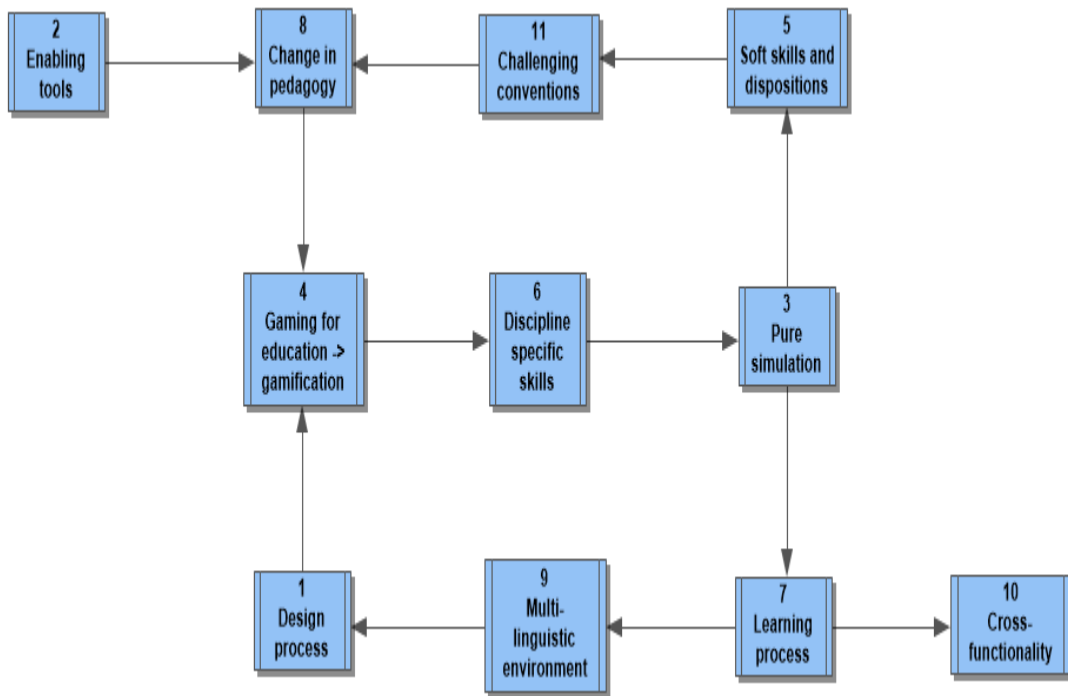 2
Enabling
tools
8
Change in
pedagogy
11
Challenging
conventions
5
Soft skills and
dispositions
4
Gaming for
education ->
gamification
6
Discipline
specific
skills
3
Pure
simulation
1
Design
process
9
Multi-
linguistic
environment
7
Learning
process
10
Cross-
functionality